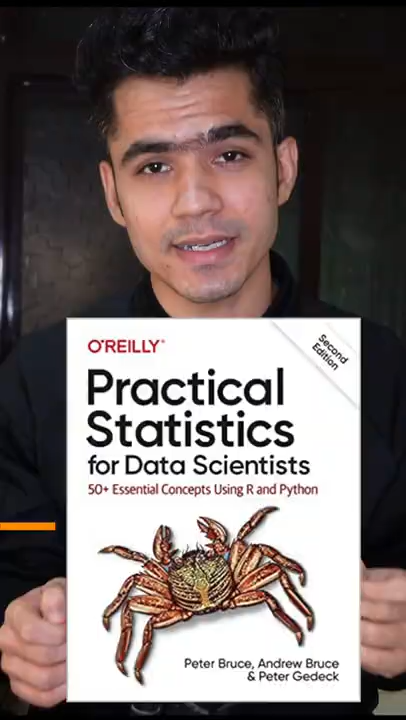 O'REILLY®
Second
Edition
Practical
Statistics
for Data Scientists
50+ Essential Concepts Using R and Python
Peter Bruce, Andrew Bruce
& Peter Gedeck